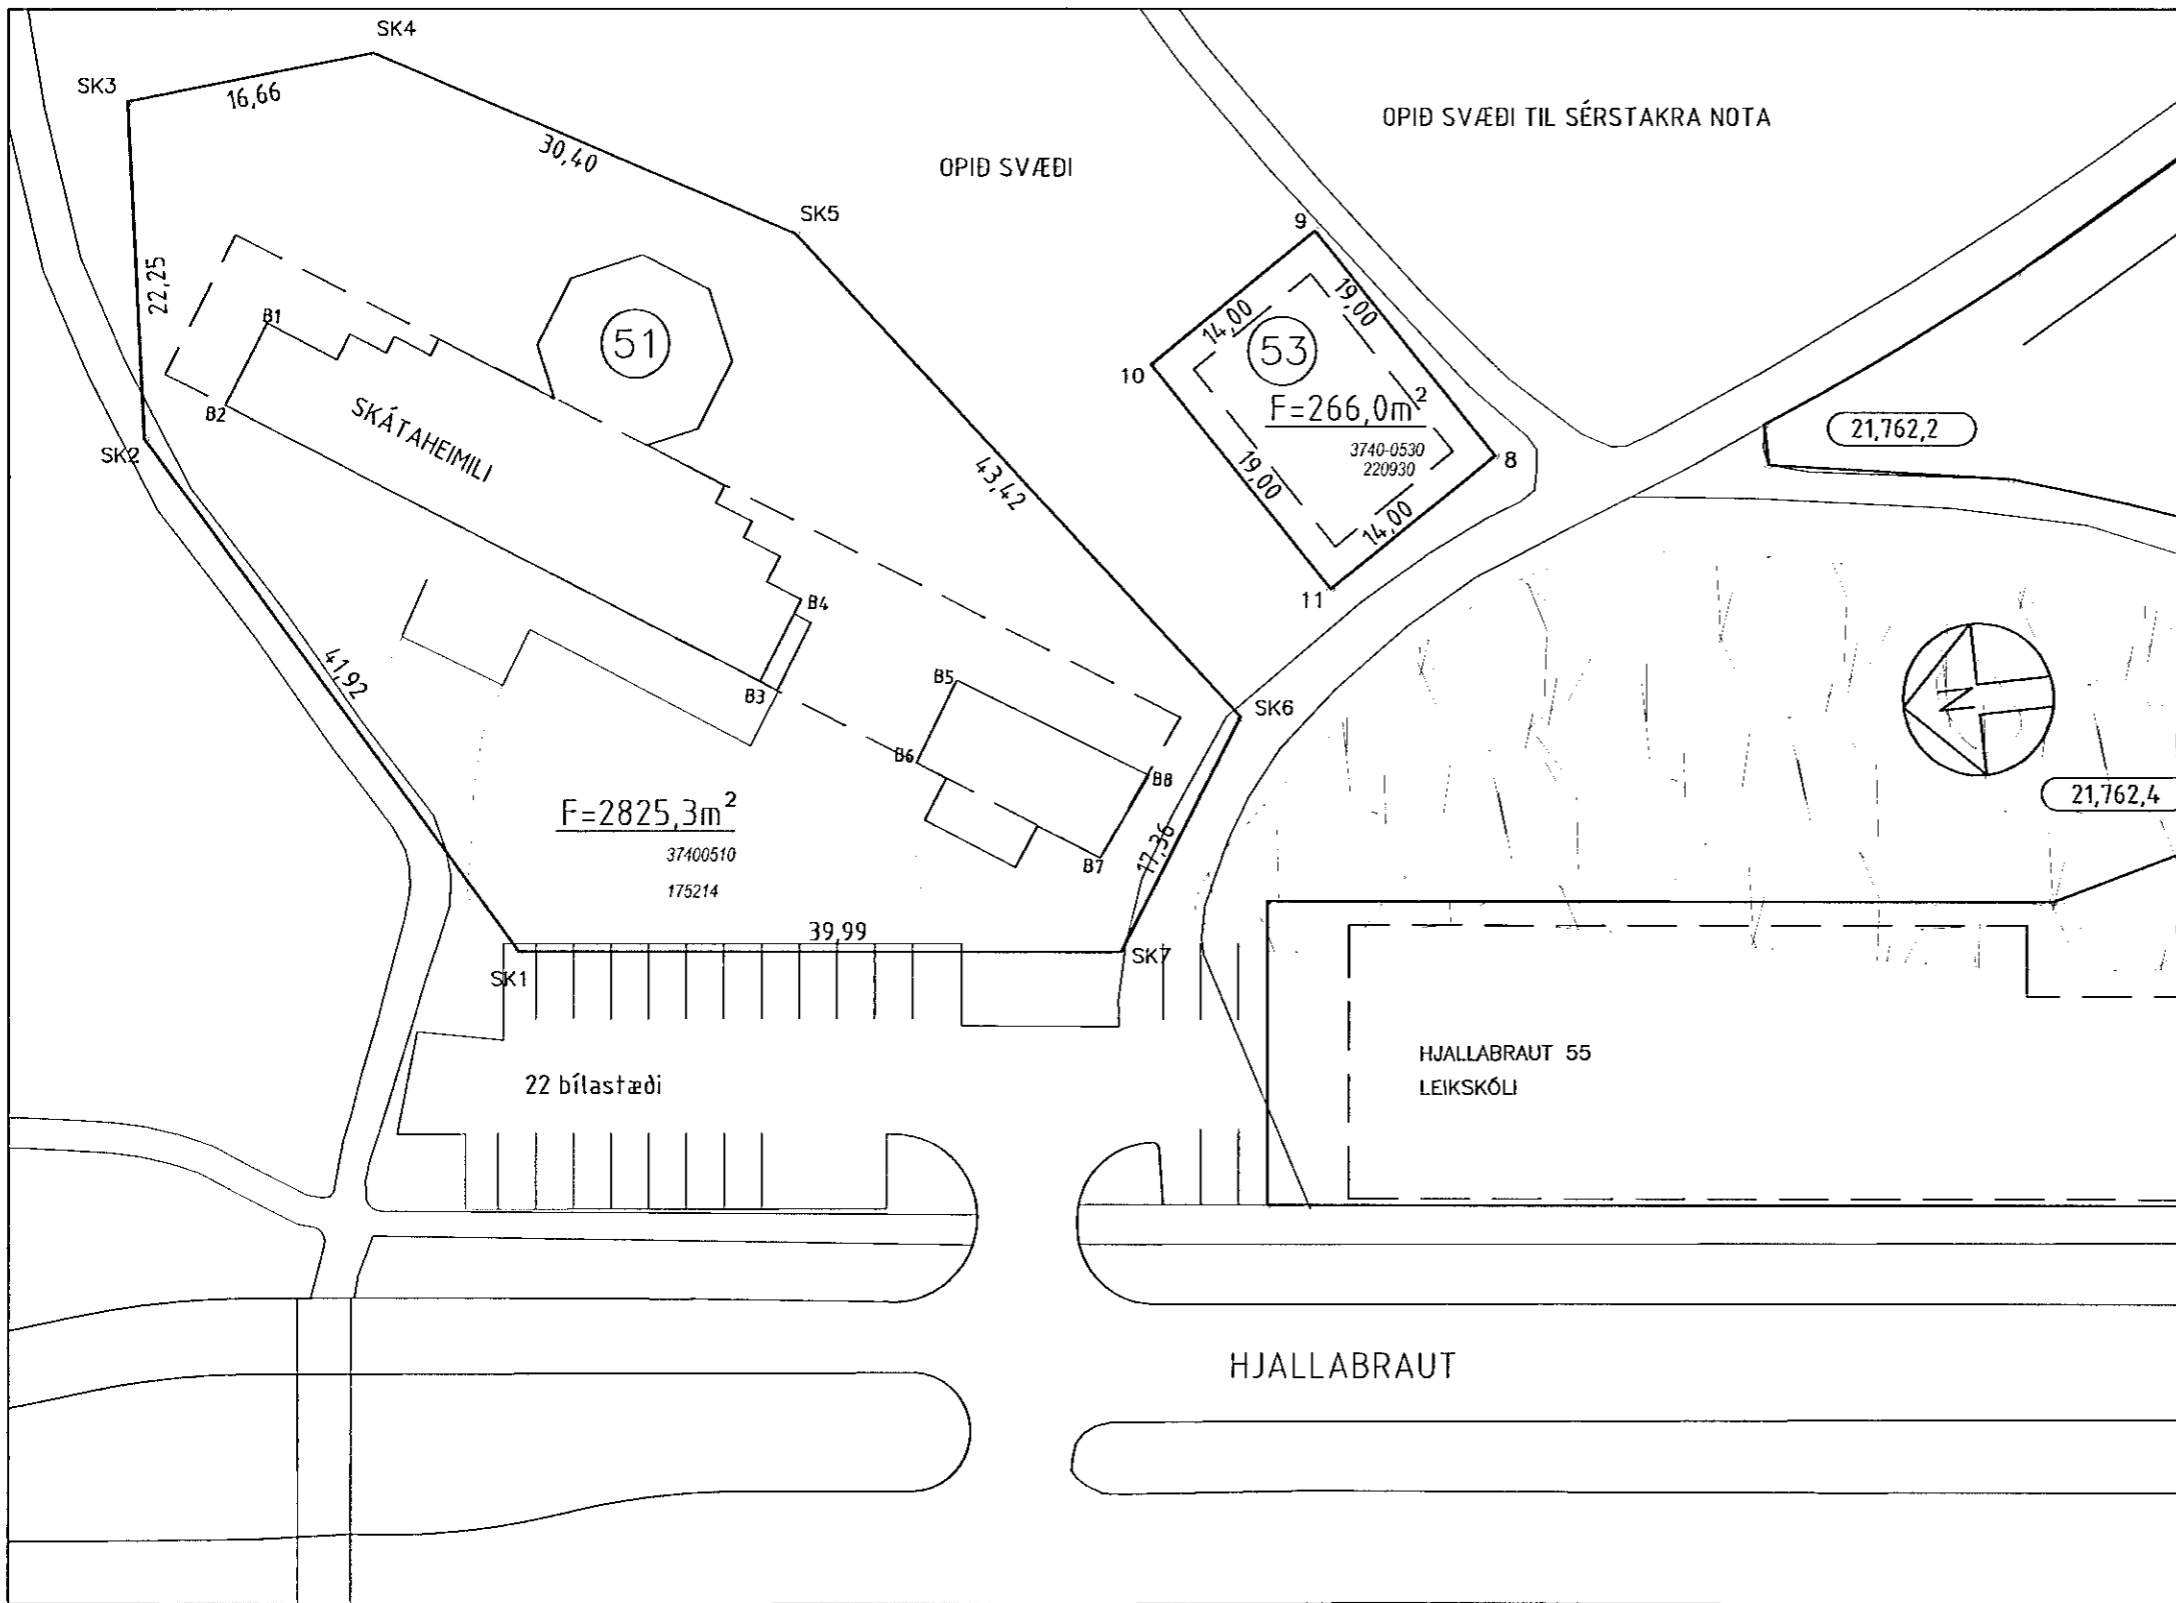 SK4
SK3
16,66
OPIÐ SVÆÐI TIL SÉRSTAKRA NOTA
30,40
OPIÐ SVÆÐI
SK5
9
22,25
19,00
14,00
B1
51
53
10
F=266,0m²
B2
SKÁTAHEIMILI
21,762,2
SK2
3740-0530
220930
8
43,42
19,00
14,00
B4
11
41,92
B5
B3
SK6
B6
B8
21,762,4
F=2825,3m²
17,36
37400510
B7
175214
39,99
SK7
SK1
HJALLABRAUT 55
LEIKSKÓLI
22 bílastæði
HJALLABRAUT